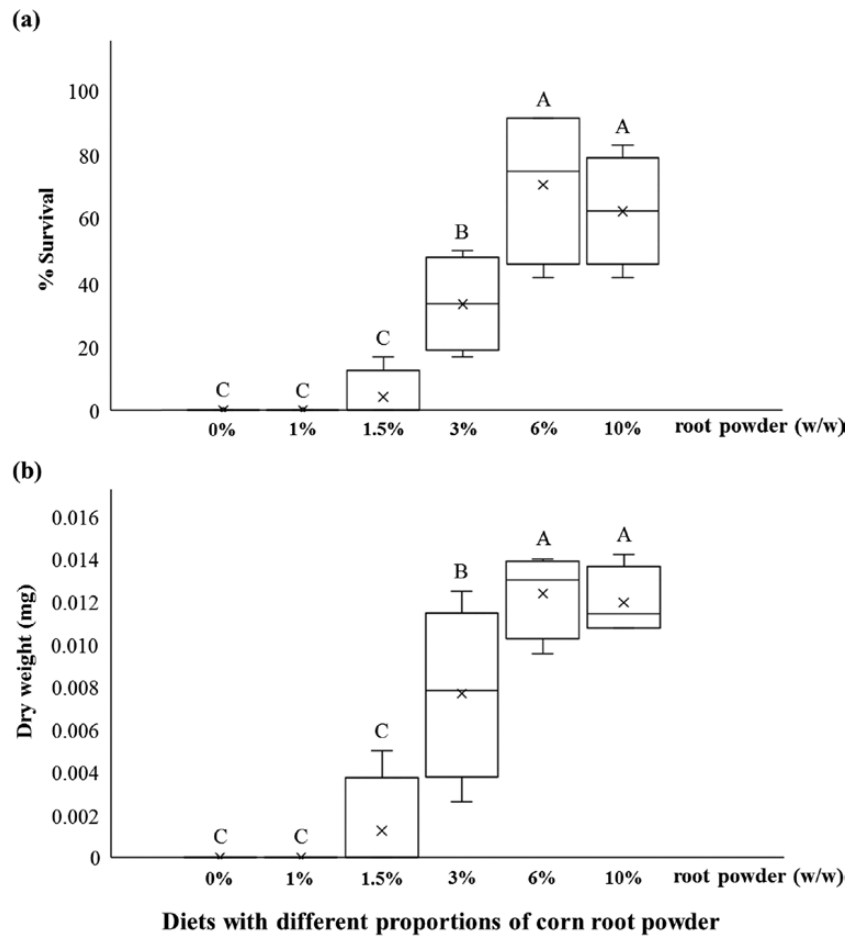 (a)
100
80
60
40
20
0
% Survival
C
C
C
B
A
A
0% 1% 1.5% 3% 6% 10% root powder (w/w)
(b)
0.016
0.014
0.012
0.010
0.008
0.006
0.004
0.002
0
Dry weight (mg)
C
C
C
B
A
A
0% 1% 1.5% 3% 6% 10% root powder (w/w)
Diets with different proportions of corn root powder